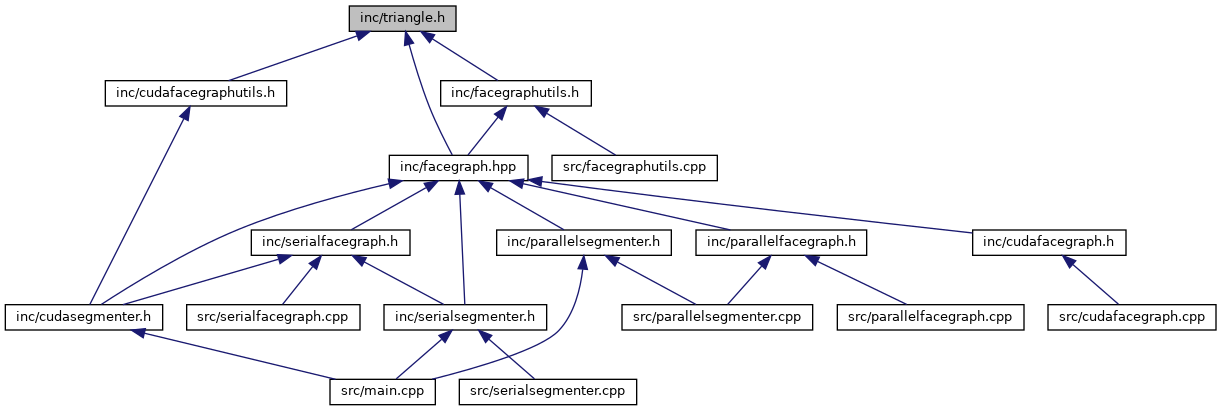 inc/triangle.h
inc/cudafacegraphutils.h
inc/facegraphutils.h
inc/facegraph.hpp
src/facegraphutils.cpp
inc/serialfacegraph.h
inc/parallelsegmenter.h
inc/parallelfacegraph.h
inc/cudafacegraph.h
inc/cudasegmenter.h
src/serialfacegraph.cpp
inc/serialsegmenter.h
src/parallelsegmenter.cpp
src/parallelfacegraph.cpp
src/cudafacegraph.cpp
src/main.cpp
src/serialsegmenter.cpp